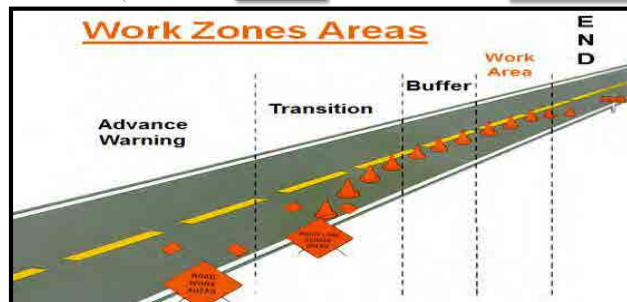 Work Zones Areas
E
N
D
Work
Area
Buffer
Transition
Advance
Warning
ROAD
WORK
AHEAD